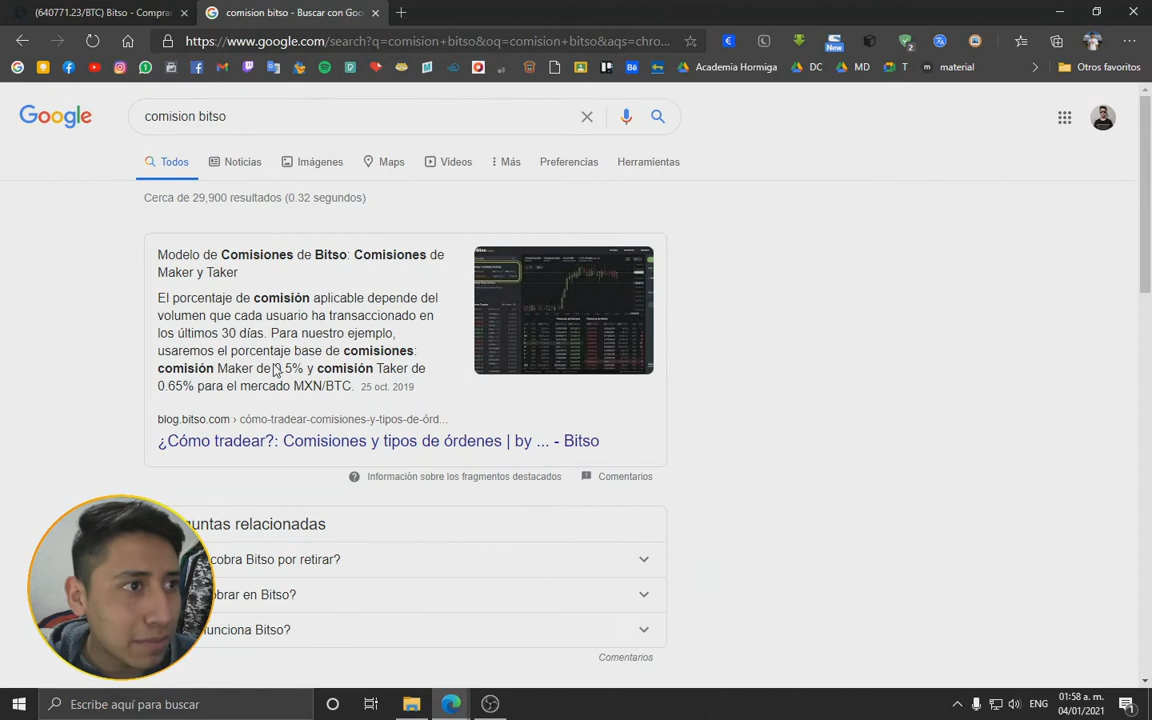 (640771.23/BTC) Bitso - Compra
comision bitso - Buscar con Goo
https://www.google.com/search?q=comision+bitso&oq=comision+bitso&aqs=chro...
New
Academia Hormiga
DC
MD
T
material
Otros favoritos
Google
comision bitso
Todos
Noticias
Imágenes
Maps
Videos
Más
Preferencias
Herramientas
Cerca de 29,900 resultados (0.32 segundos)
Modelo de Comisiones de Bitso: Comisiones de
Maker y Taker
El porcentaje de comisión aplicable depende del
volumen que cada usuario ha transaccionado en
los últimos 30 días. Para nuestro ejemplo,
usaremos el porcentaje base de comisiones:
comisión Maker de .5% y comisión Taker de
0.65% para el mercado MXN/BTC. 25 oct. 2019
blog.bitso.com › cómo-tradear-comisiones-y-tipos-de-órd...
¿Cómo tradear?: Comisiones y tipos de órdenes | by ... - Bitso
Información sobre los fragmentos destacados
Comentarios
guntas relacionadas
cobra Bitso por retirar?
brar en Bitso?
funciona Bitso?
Comentarios
Escribe aquí para buscar
ENG
01:58 a. m.
04/01/2021
1